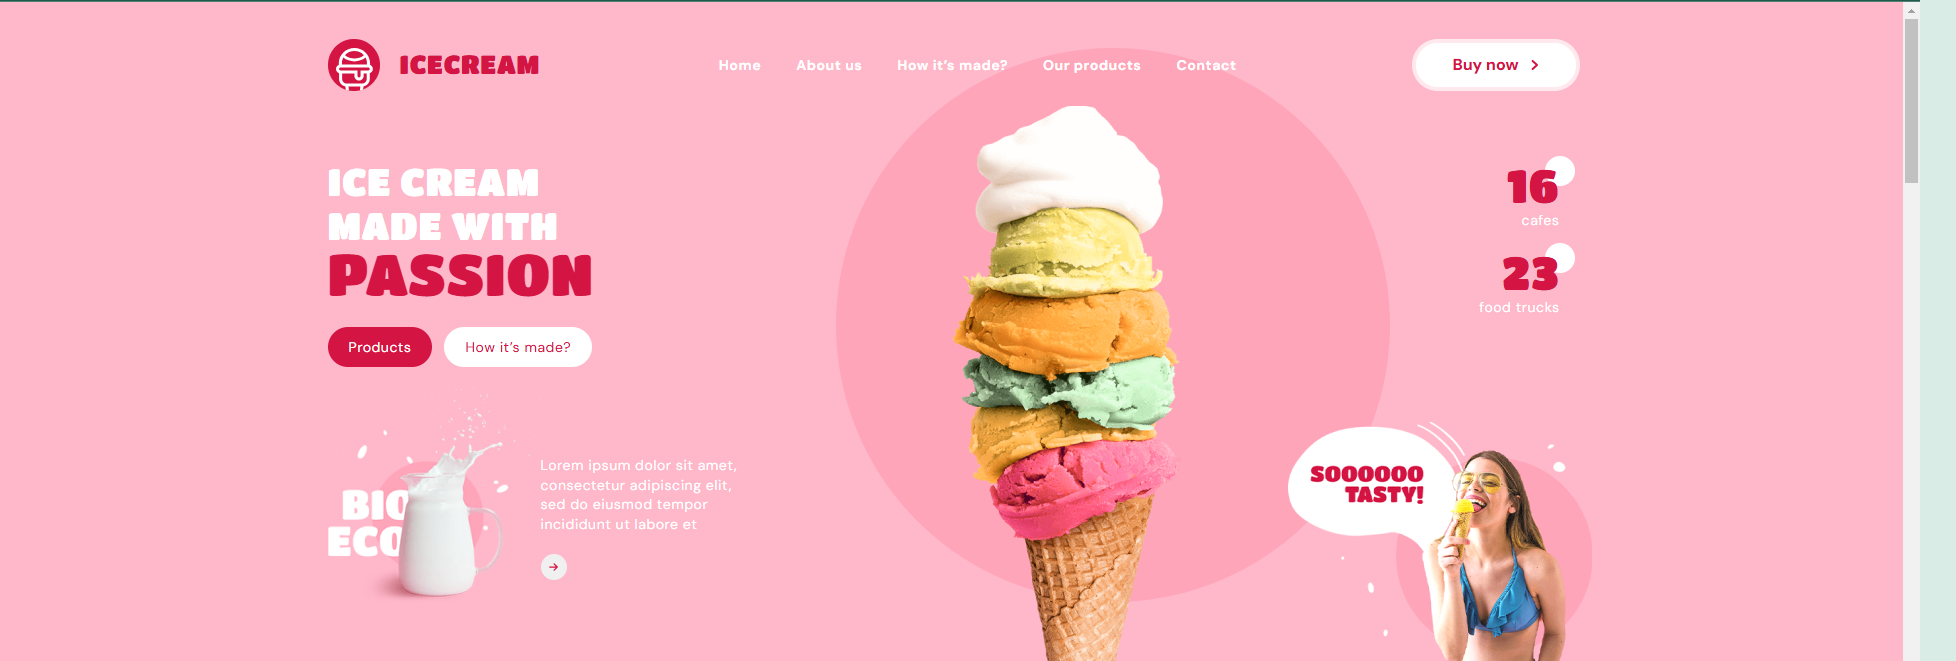 ICECREAM
Home
About us
How it's made?
Our products
Contact
Buy now
ICE CREAM
MADE WITH
PASSION
Products
How it's made?
16
cafes
23
food trucks
BIO
ECO
Lorem ipsum dolor sit amet,
consectetur adipiscing elit,
sed do eiusmod tempor
incididunt ut labore et
SOOOOOO
TASTY!